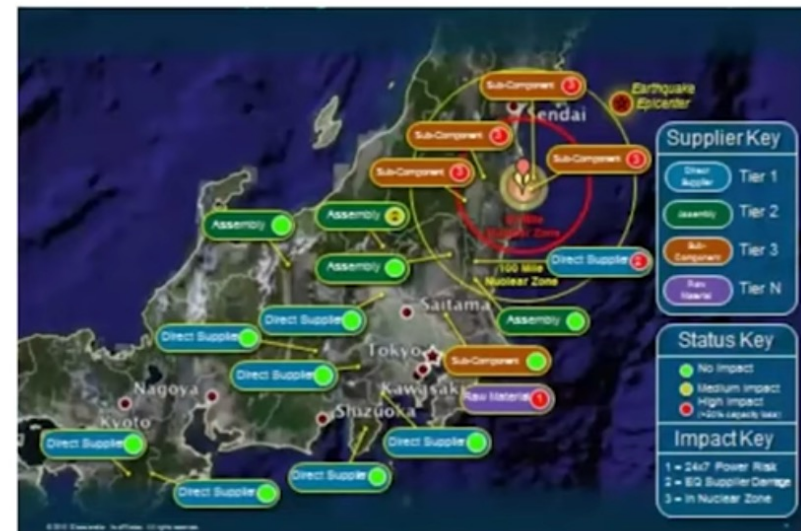 Sub-Component 3
Earthquake
Epicenter
Sendai
Sub-Component 3
Sub-Component 3
Sub-Component 3
Assembly
Assembly
Nuclear Zone
Direct Supplier 2
100 Mile
Nuclear Zone
Assembly
Direct Supplier
Saitama
Assembly
Direct Supplier
Tokyo
Sub-Component
Direct Supplier
Kawasaki
Raw Material 1
Nagoya
Kyoto
Shizuoka
Direct Supplier
Direct Supplier
Direct Supplier
Direct Supplier
Supplier Key
Direct
Supplier
Tier 1
Assembly
Tier 2
Sub-
Component
Tier 3
Raw
Material
Tier N
Status Key
No Impact
Medium Impact
High Impact
Impact Key
1 = 24x7 Power Risk
2 = EQ Supplier Damage
3 = In Nuclear Zone